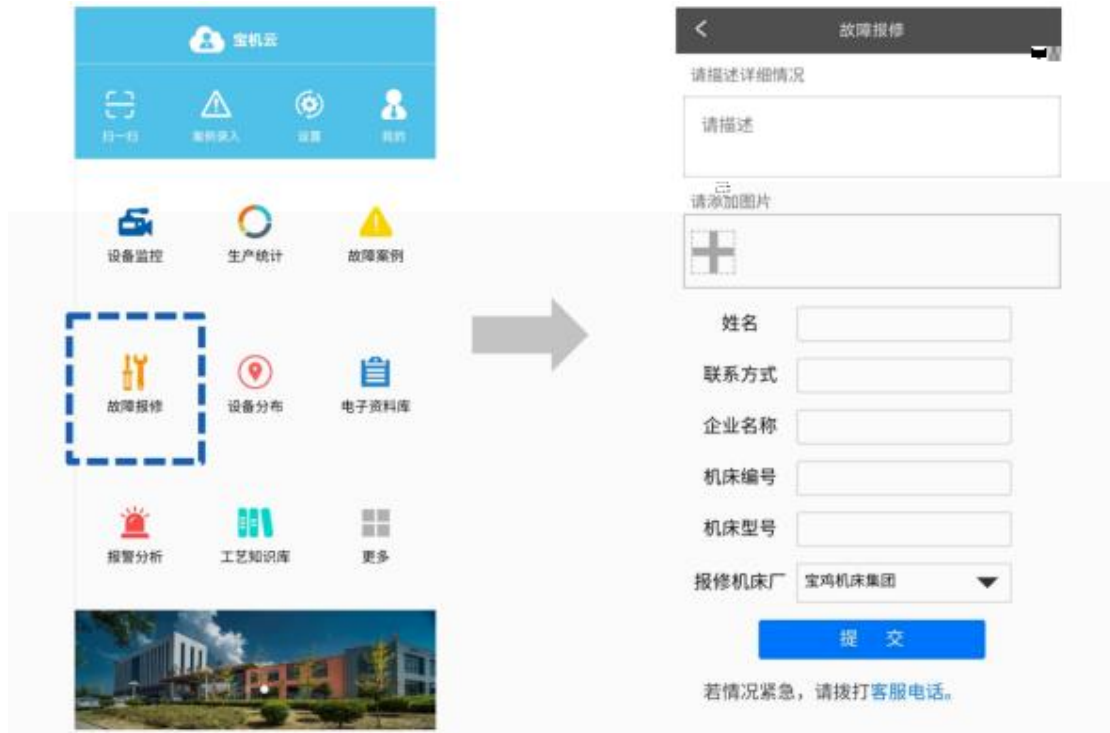 宝机云
扫一扫 案例录入 设置 我的
设备监控 生产统计 故障案例
故障报修 设备分布 电子资料库
报警分析 工艺知识库 更多
故障报修
请描述详细情况
请描述
请添加图片
姓名
联系方式
企业名称
机床编号
机床型号
报修机床厂 宝鸡机床集团
提 交
若情况紧急，请拨打客服电话。